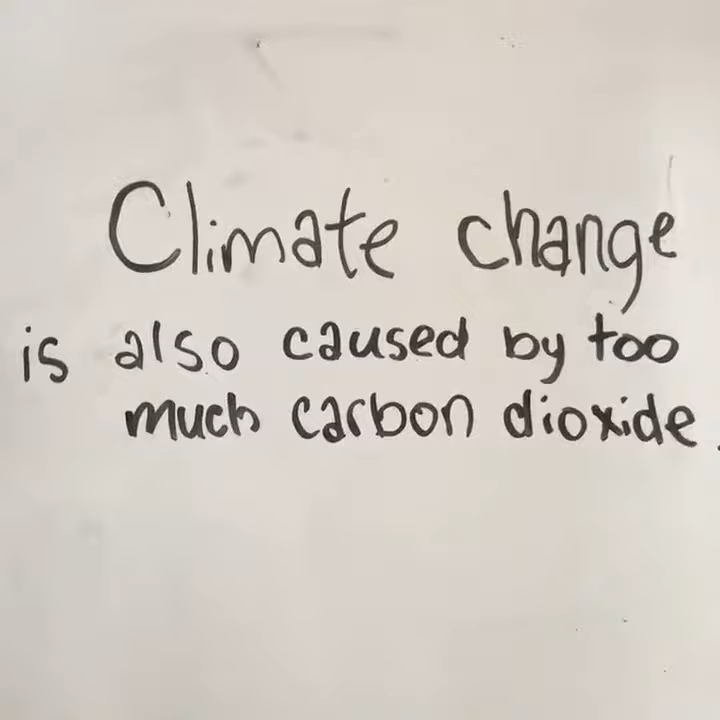 Climate change
is also caused by too
much carbon dioxide.